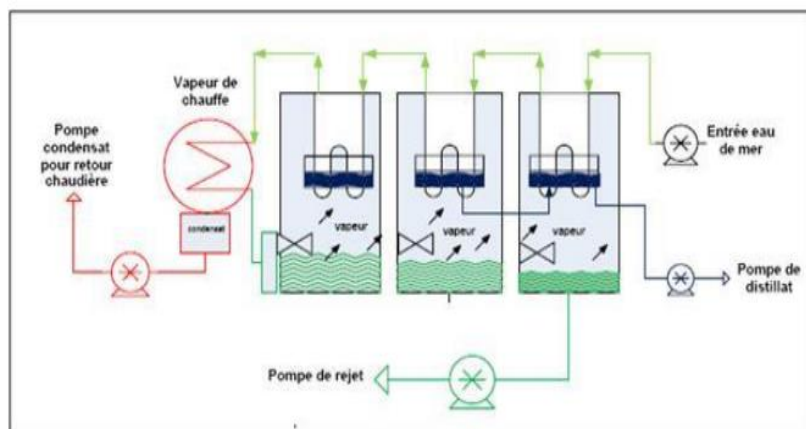 Vapeur de
chauffe
Pompe
condensat
pour retour
chaudière
Entrée eau
de mer
condensat
vapeur
vapeur
vapeur
Pompe de
distillat
Pompe de rejet